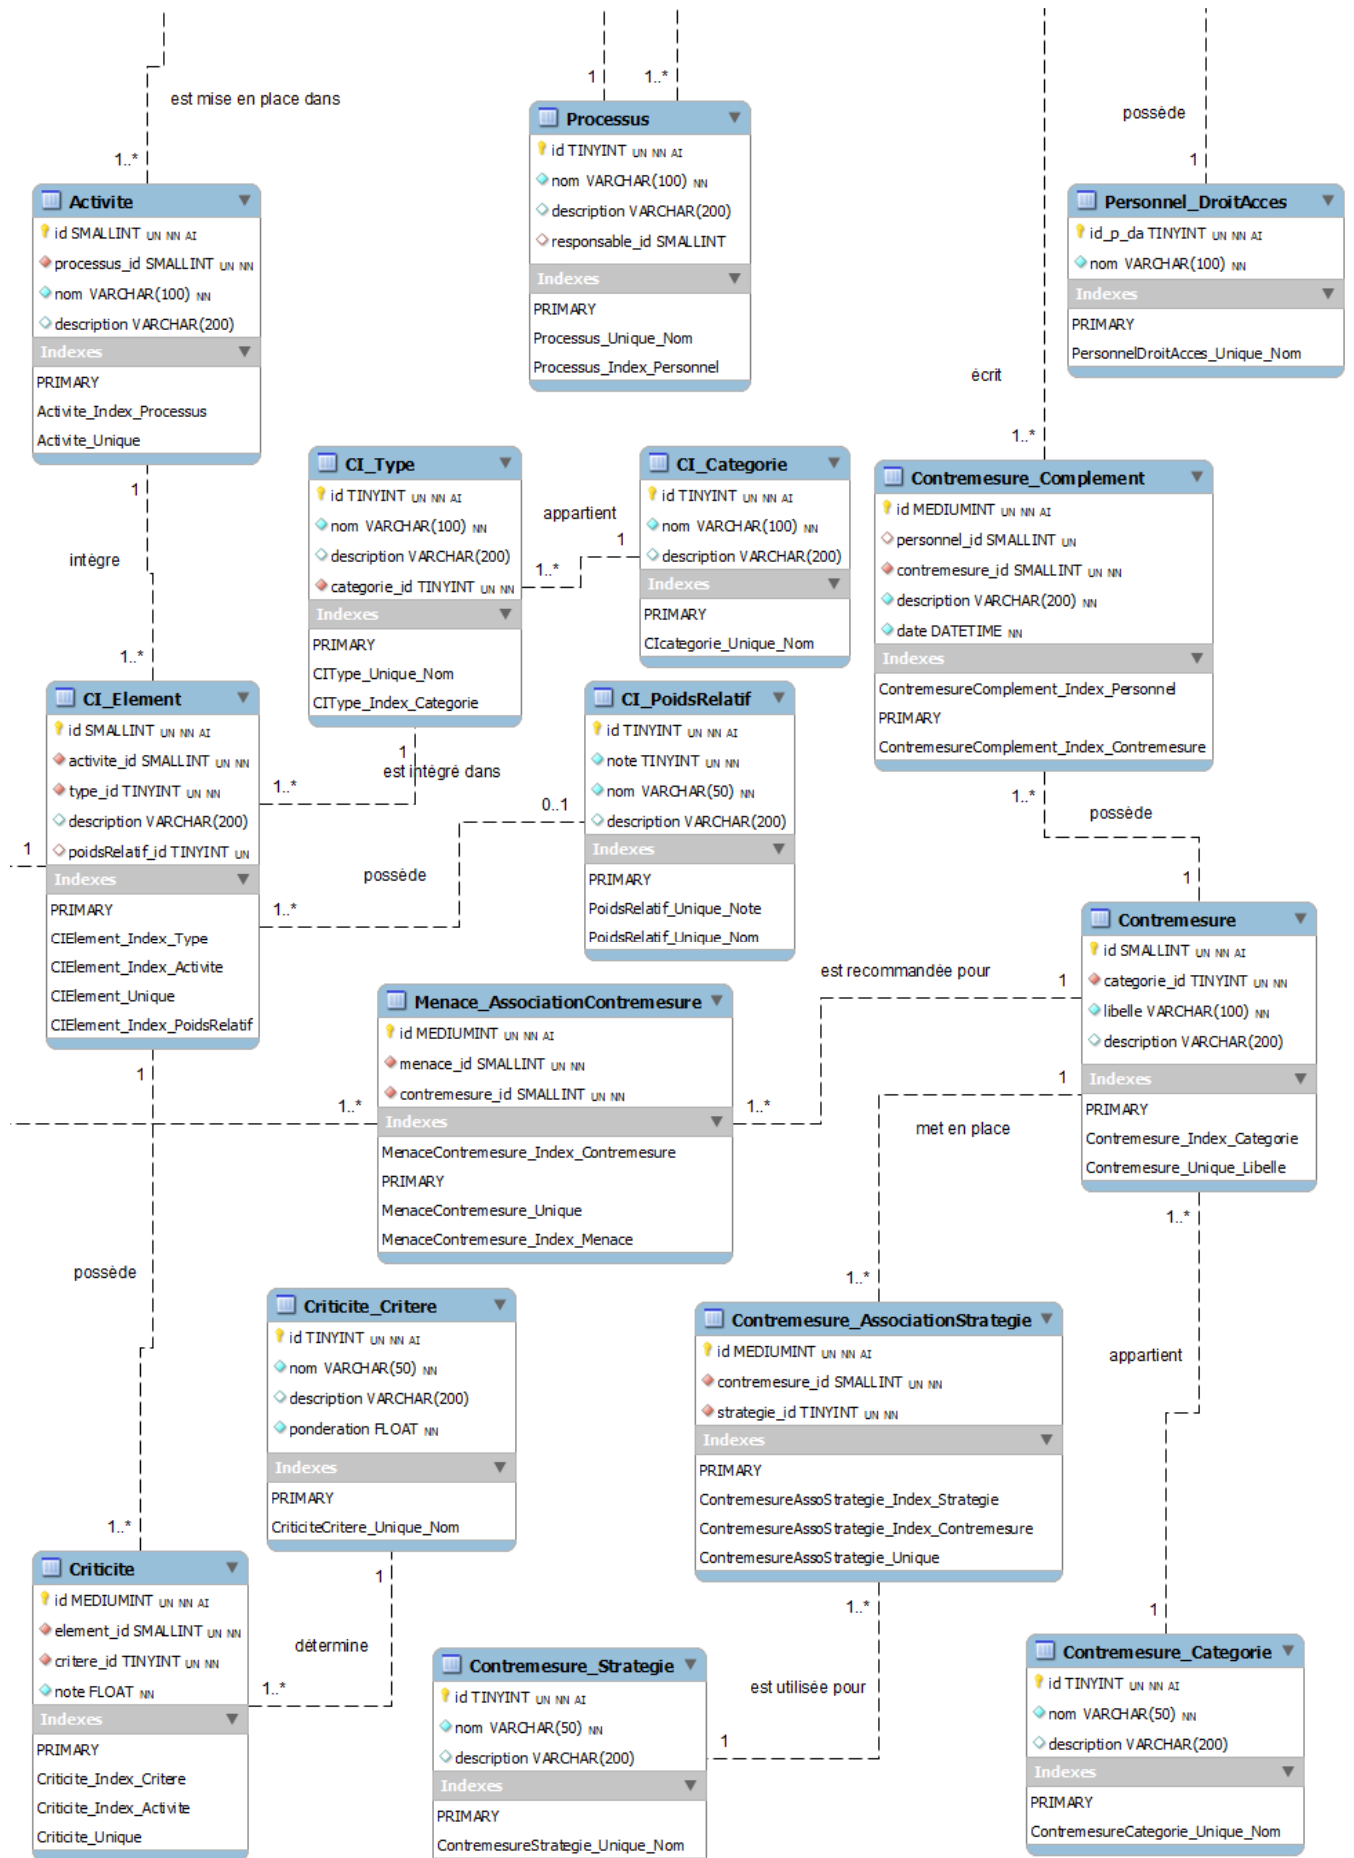 est mise en place dans
1..*
Activite
id SMALLINT UN NN AI
processus_id SMALLINT UN NN
nom VARCHAR(100) NN
description VARCHAR(200)
Indexes
PRIMARY
Activite_Index_Processus
Activite_Unique
1
1..*
Processus
id TINYINT UN NN AI
nom VARCHAR(100) NN
description VARCHAR(200)
responsable_id SMALLINT
Indexes
PRIMARY
Processus_Unique_Nom
Processus_Index_Personnel
possède
1
Personnel_DroitAcces
id_p_da TINYINT UN NN AI
nom VARCHAR(100) NN
Indexes
PRIMARY
PersonnelDroitAcces_Unique_Nom
écrit
1..*
1
intègre
1..*
CI_Type
id TINYINT UN NN AI
nom VARCHAR(100) NN
description VARCHAR(200)
categorie_id TINYINT UN NN
Indexes
PRIMARY
CIType_Unique_Nom
CIType_Index_Categorie
appartient
1
1..*
CI_Categorie
id TINYINT UN NN AI
nom VARCHAR(100) NN
description VARCHAR(200)
Indexes
PRIMARY
CIcategorie_Unique_Nom
Contremesure_Complement
id MEDIUMINT UN NN AI
personnel_id SMALLINT UN
contremesure_id SMALLINT UN NN
description VARCHAR(200) NN
date DATETIME NN
Indexes
ContremesureComplement_Index_Personnel
PRIMARY
ContremesureComplement_Index_Contremesure
CI_Element
id SMALLINT UN NN AI
activite_id SMALLINT UN NN
type_id TINYINT UN NN
description VARCHAR(200)
poidsRelatif_id TINYINT UN
Indexes
PRIMARY
CIElement_Index_Type
CIElement_Index_Activite
CIElement_Unique
CIElement_Index_PoidsRelatif
1
1
est intégré dans
1..*
0..1
possède
1..*
CI_PoidsRelatif
id TINYINT UN NN AI
note TINYINT UN NN
nom VARCHAR(50) NN
description VARCHAR(200)
Indexes
PRIMARY
PoidsRelatif_Unique_Note
PoidsRelatif_Unique_Nom
1..*
possède
1
Contremesure
id SMALLINT UN NN AI
categorie_id TINYINT UN NN
libelle VARCHAR(100) NN
description VARCHAR(200)
Indexes
PRIMARY
Contremesure_Index_Categorie
Contremesure_Unique_Libelle
est recommandée pour
1
1..*
1..*
Menace_AssociationContremesure
id MEDIUMINT UN NN AI
menace_id SMALLINT UN NN
contremesure_id SMALLINT UN NN
Indexes
MenaceContremesure_Index_Contremesure
PRIMARY
MenaceContremesure_Unique
MenaceContremesure_Index_Menace
1
met en place
1..*
1
possède
1..*
Criticite_Critere
id TINYINT UN NN AI
nom VARCHAR(50) NN
description VARCHAR(200)
ponderation FLOAT NN
Indexes
PRIMARY
CriticiteCritere_Unique_Nom
Contremesure_AssociationStrategie
id MEDIUMINT UN NN AI
contremesure_id SMALLINT UN NN
strategie_id TINYINT UN NN
Indexes
PRIMARY
ContremesureAssoStrategie_Index_Strategie
ContremesureAssoStrategie_Index_Contremesure
ContremesureAssoStrategie_Unique
1..*
appartient
1
Criticite
id MEDIUMINT UN NN AI
element_id SMALLINT UN NN
critere_id TINYINT UN NN
note FLOAT NN
Indexes
PRIMARY
Criticite_Index_Critere
Criticite_Index_Activite
Criticite_Unique
1
détermine
1..*
Contremesure_Strategie
id TINYINT UN NN AI
nom VARCHAR(50) NN
description VARCHAR(200)
Indexes
PRIMARY
ContremesureStrategie_Unique_Nom
1..*
est utilisée pour
1
Contremesure_Categorie
id TINYINT UN NN AI
nom VARCHAR(50) NN
description VARCHAR(200)
Indexes
PRIMARY
ContremesureCategorie_Unique_Nom